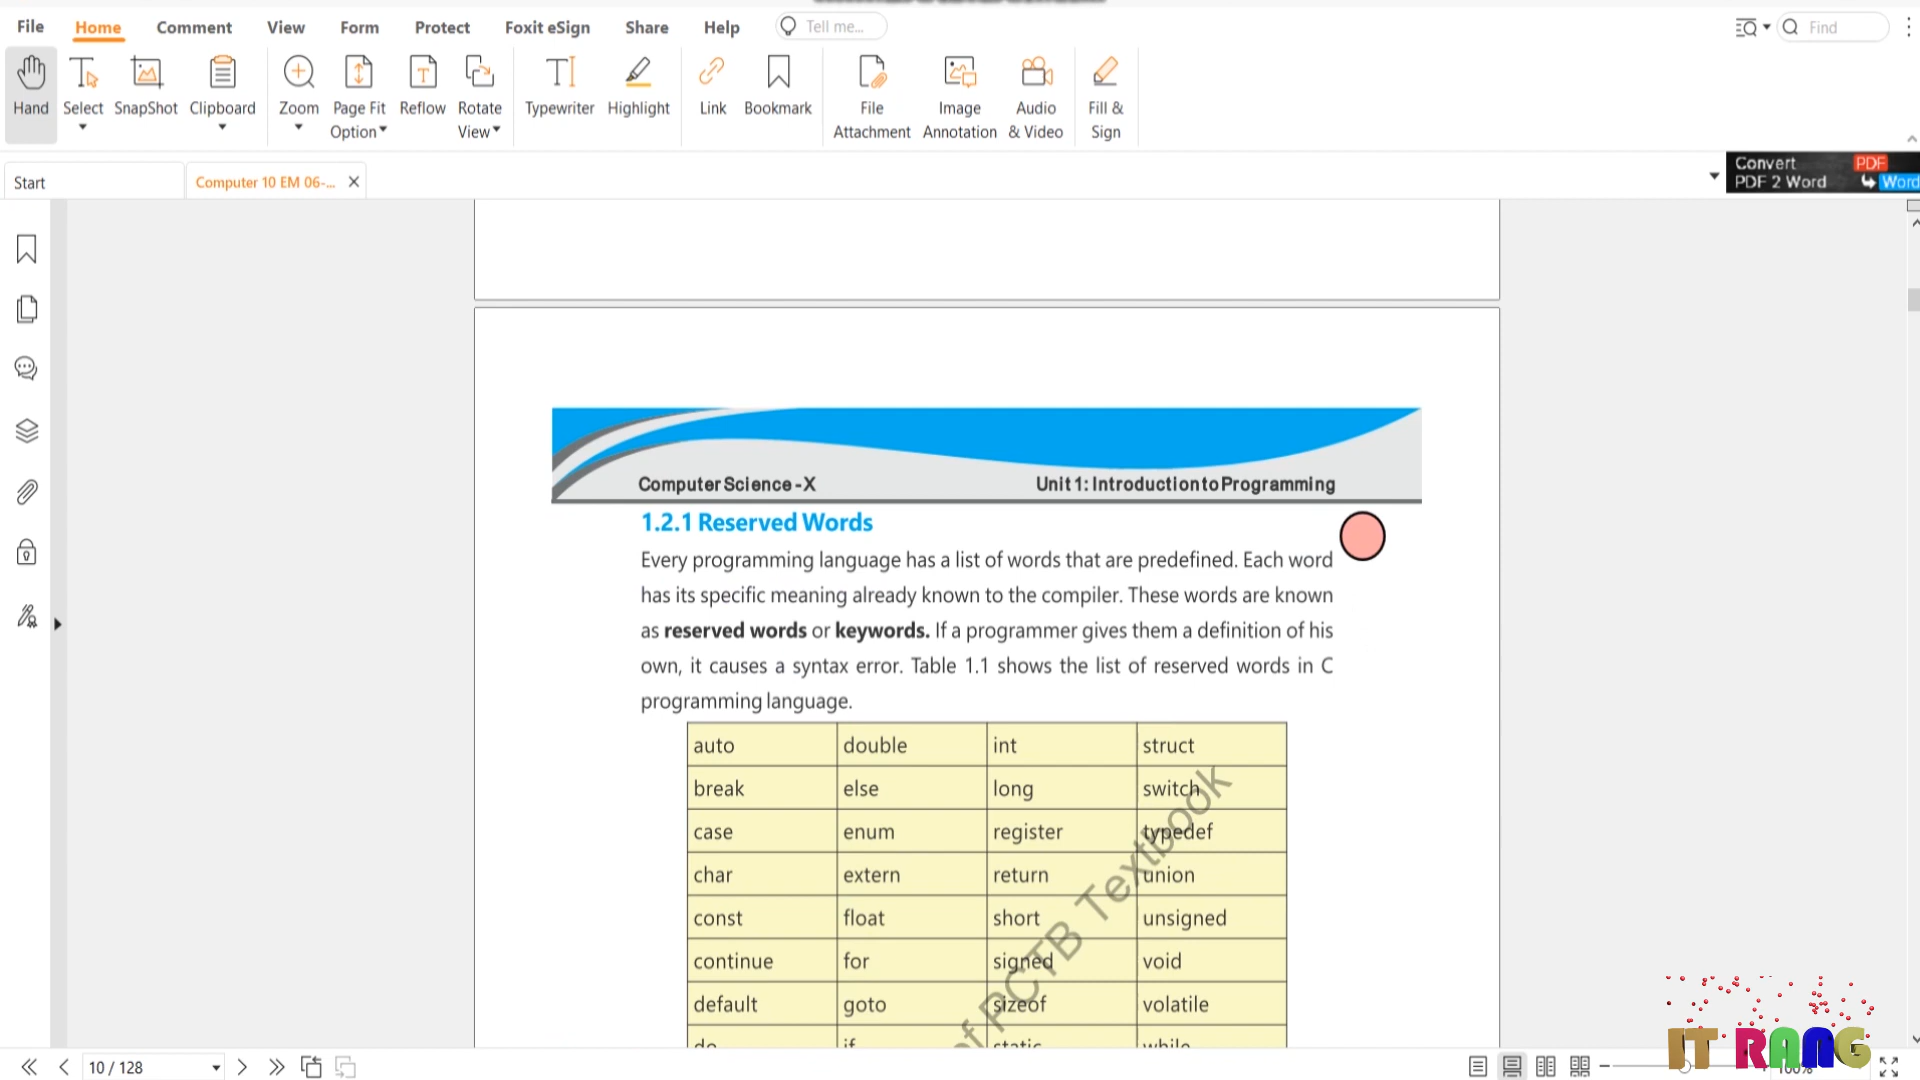 File Home Comment View Form Protect Foxit eSign Share Help Tell me... Find
Hand Select SnapShot Clipboard Zoom Page Fit Option Reflow Rotate View Typewriter Highlight Link Bookmark File Attachment Image Annotation Audio & Video Fill & Sign
Start Computer 10 EM 06-...
Convert PDF
PDF 2 Word Word
Computer Science - X Unit 1: Introduction to Programming
1.2.1 Reserved Words
Every programming language has a list of words that are predefined. Each word
has its specific meaning already known to the compiler. These words are known
as reserved words or keywords. If a programmer gives them a definition of his
own, it causes a syntax error. Table 1.1 shows the list of reserved words in C
programming language.
auto double int struct
break else long switch
case enum register typedef
char extern return union
const float short unsigned
continue for signed void
default goto sizeof volatile
do if static while
of PCTB Textbook
10 / 128
100%
IT RANG